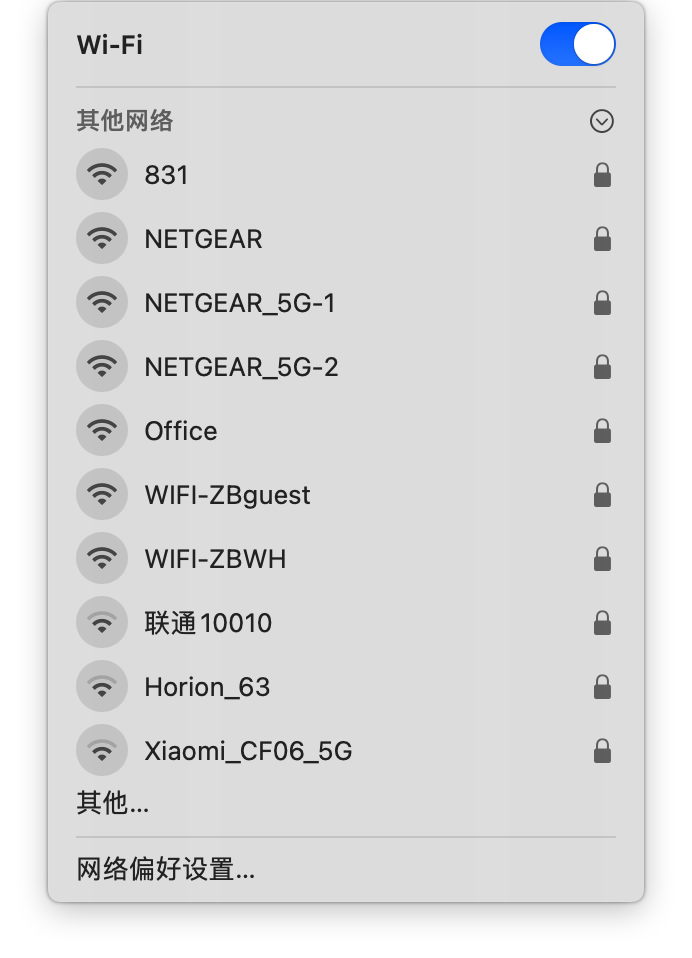 Wi-Fi
其他网络
831
NETGEAR
NETGEAR_5G-1
NETGEAR_5G-2
Office
WIFI-ZBguest
WIFI-ZBWH
联通10010
Horion_63
Xiaomi_CF06_5G
其他...
网络偏好设置...